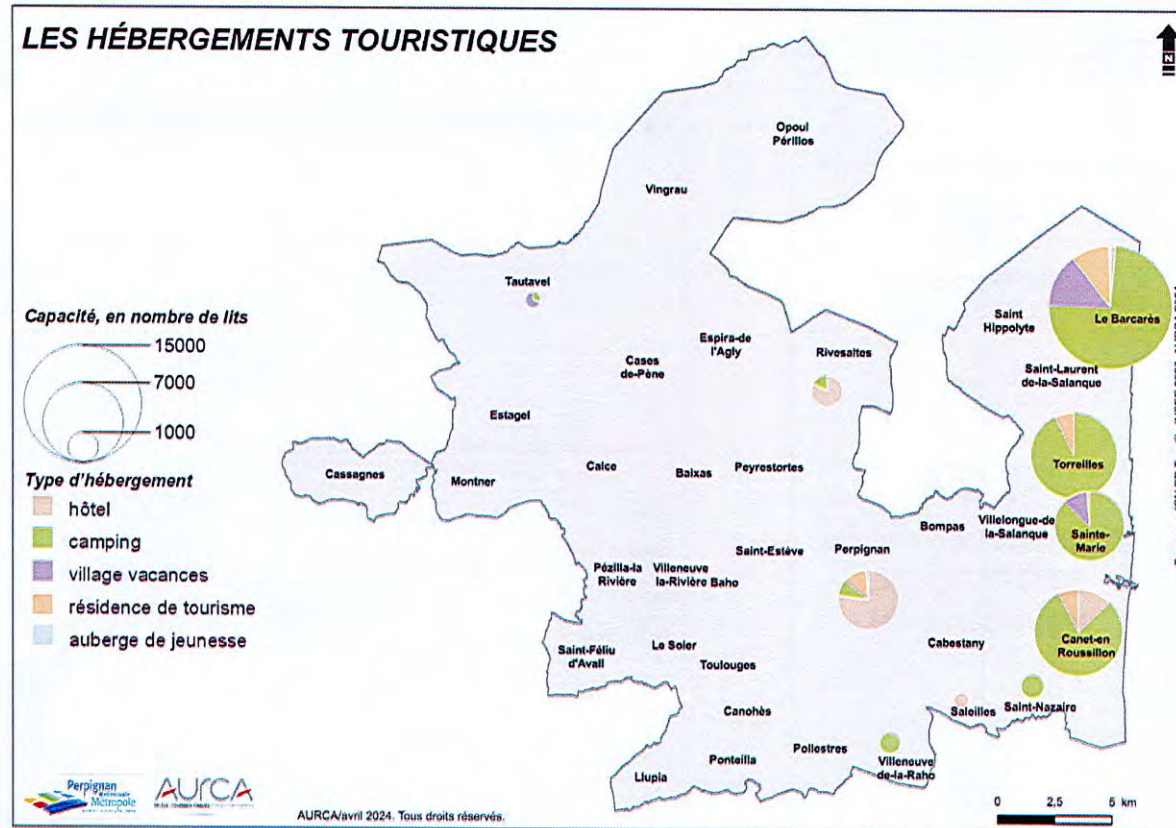 LES HÉBERGEMENTS TOURISTIQUES
N
Opoul
Périllos
Vingrau
Tautavel
Capacité, en nombre de lits
15000
7000
1000
Saint
Hippolyte
Le Barcarès
Espira-de
l'Agly
Rivesaltes
Cases
de-Pène
Saint-Laurent
de-la-Salanque
Estagel
Cassagnes
Montner
Calce
Baixas
Peyrestortes
Torreilles
Type d'hébergement
hôtel
camping
village vacances
résidence de tourisme
auberge de jeunesse
Bompas
Villelongue-de
la-Salanque
Sainte-
Marie
Saint-Estève
Perpignan
Pézilla-la
Rivière
Villeneuve
la-Rivière
Baho
Saint-Féliu
d'Avall
Le Soler
Toulouges
Cabestany
Canet-en
Roussillon
Canohès
Saleilles
Saint-Nazaire
Ponteilla
Pollestres
Villeneuve
de-la-Raho
Llupia
Perpignan
Méditerranée
Métropole
AURCA
AURCA/avril 2024. Tous droits réservés.
0 2.5 5 km